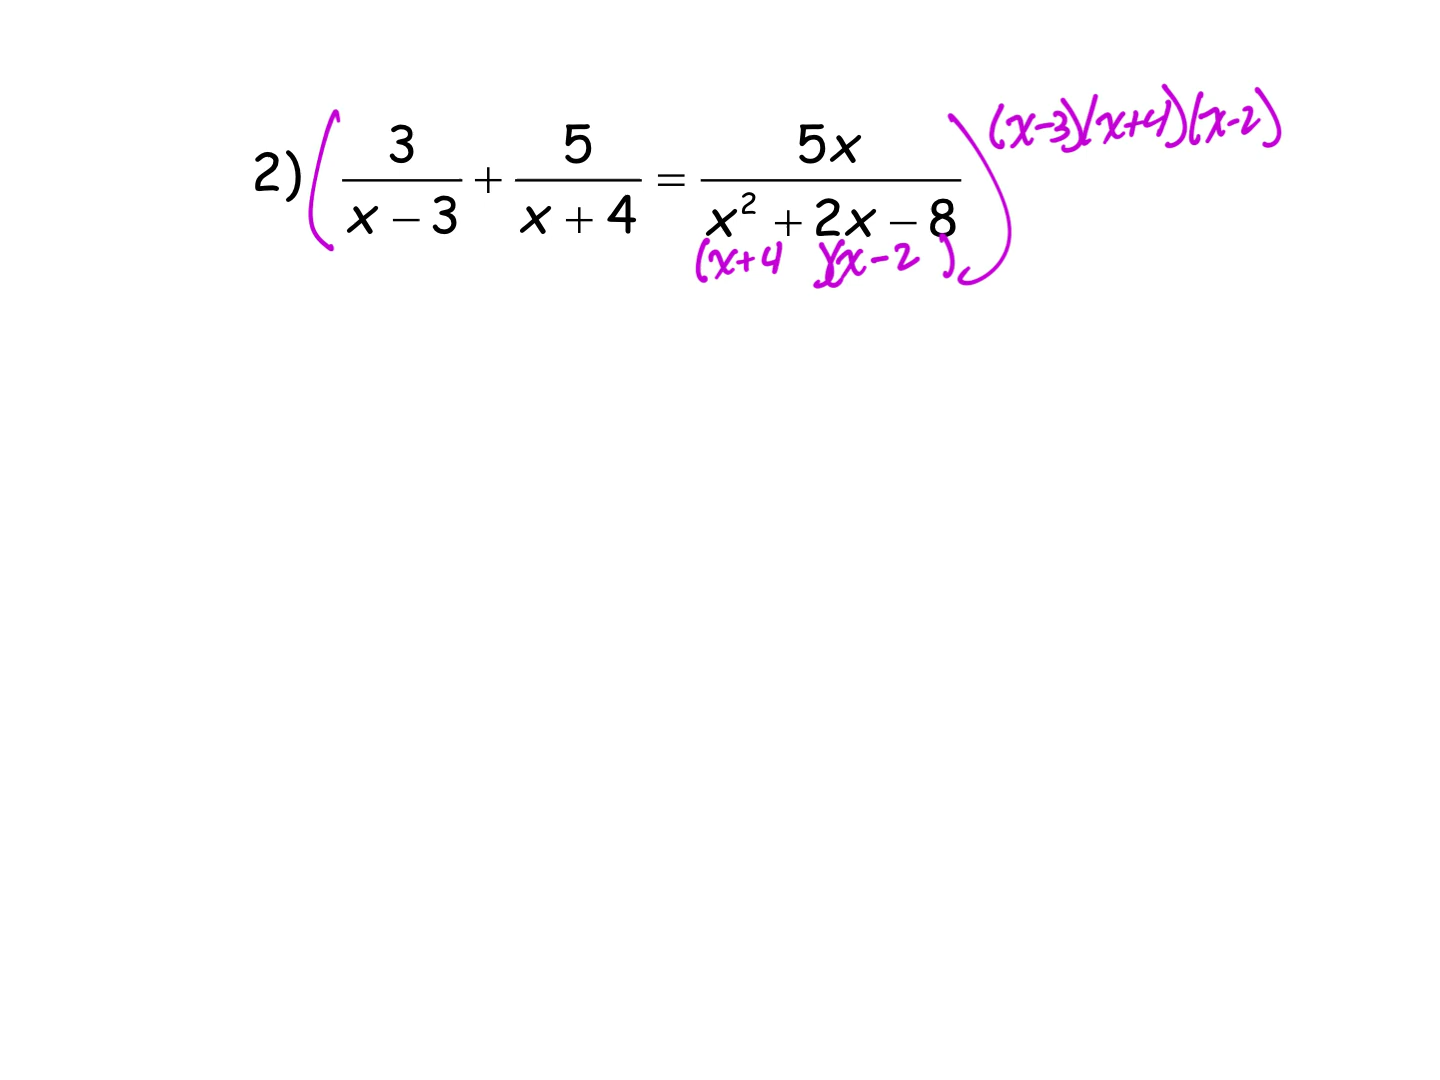 2) ( 3/(x − 3) + 5/(x + 4) = 5x/(x² + 2x − 8) ) (x-3)(x+4)(x-2)
(x+4)(x-2)